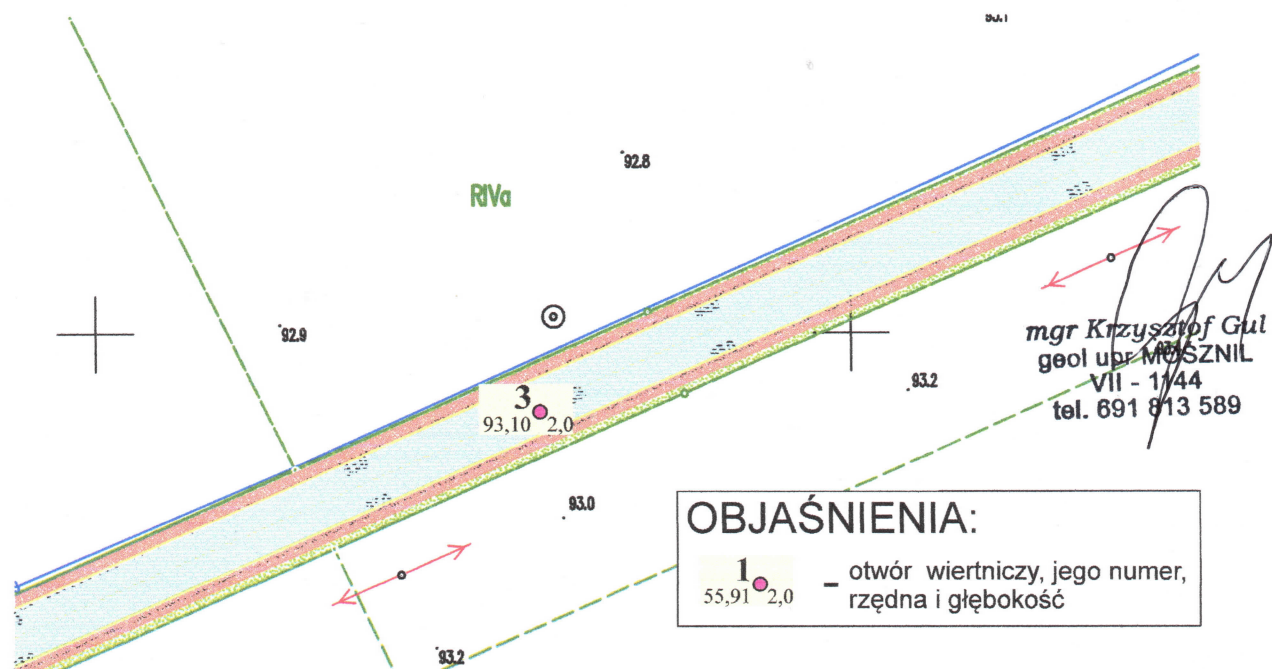 92.8
RIVa
92.9
mgr Krzysztof Gul
geol upr MOŚZNIL
VII - 1144
tel. 691 813 589
93.2
3
93,10 2,0
93.0
OBJAŚNIENIA:
1
55,91 2,0
– otwór wiertniczy, jego numer,
rzędna i głębokość
93.2